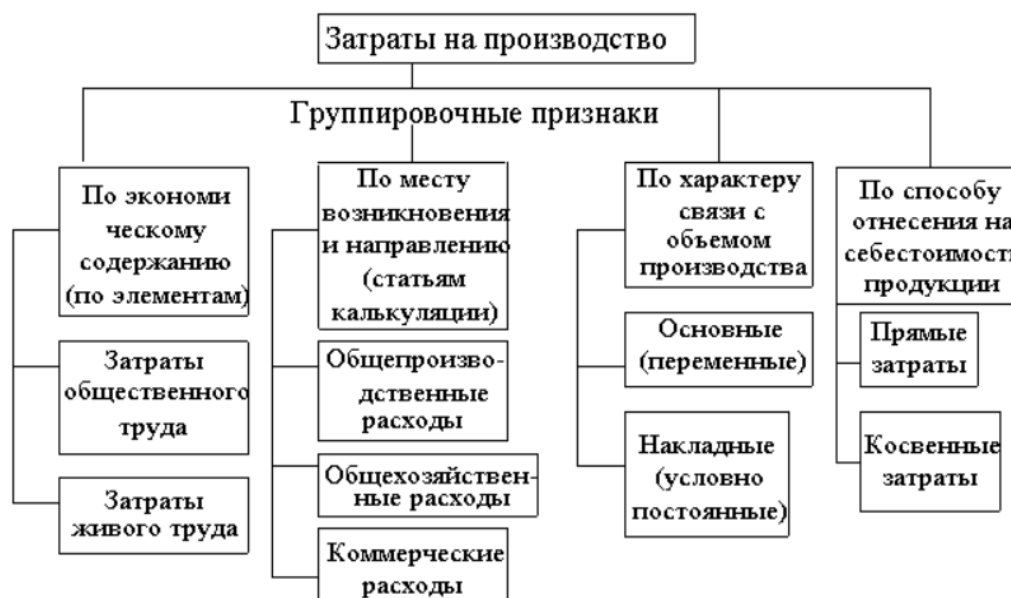 Затраты на производство
Группировочные признаки
По экономи
ческому
содержанию
(по элементам)
Затраты
общественного
труда
Затраты
живого труда
По месту
возникновения
и направлению
(статьям
калькуляции)
Общепроизво-
дственные
расходы
Общехозяйствен-
ные расходы
Коммерческие
расходы
По характеру
связи с
объемом
производства
Основные
(переменные)
Накладные
(условно
постоянные)
По способу
отнесения на
себестоимость
продукции
Прямые
затраты
Косвенные
затраты